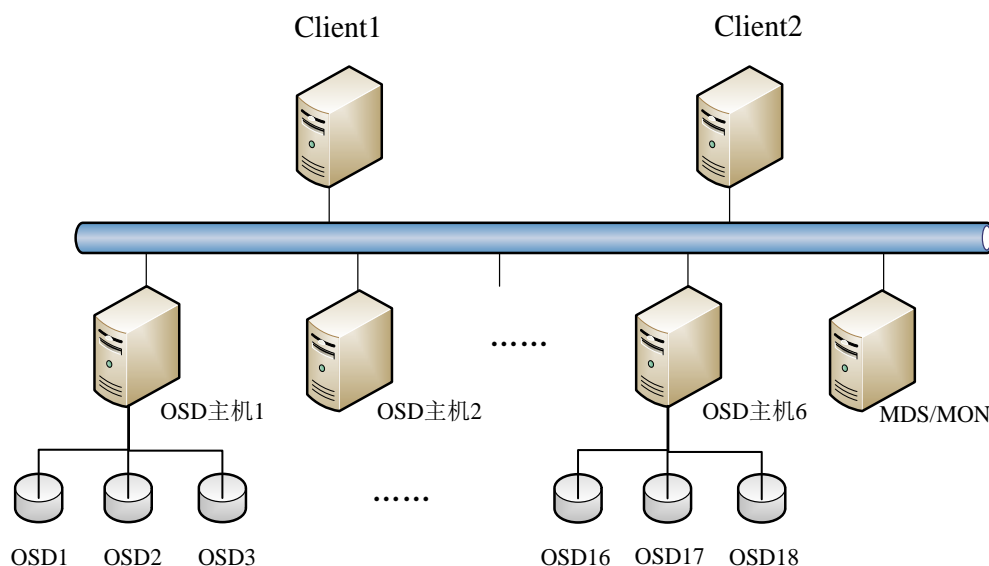 Client1
Client2
……
OSD主机1
OSD主机2
OSD主机6
MDS/MON
……
OSD1
OSD2
OSD3
OSD16
OSD17
OSD18